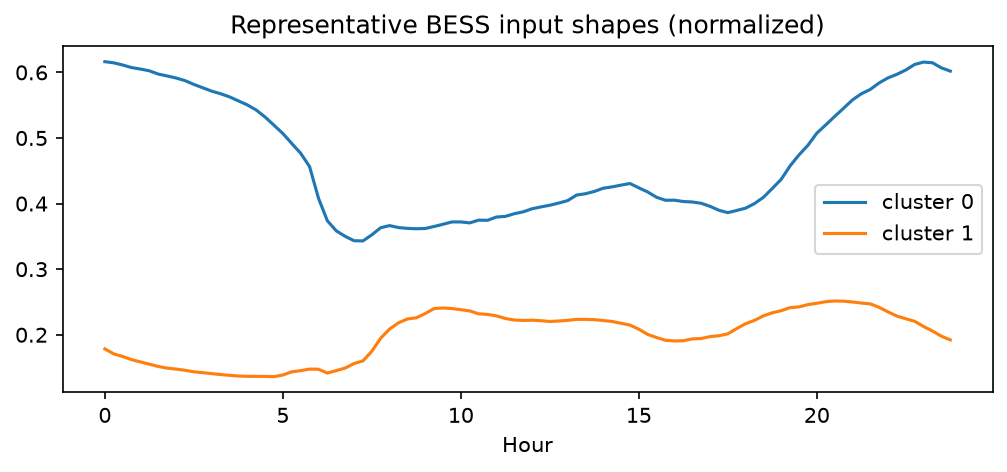 Representative BESS input shapes (normalized)
0.6
0.5
0.4
0.3
0.2
cluster 0
cluster 1
0 5 10 15 20
Hour